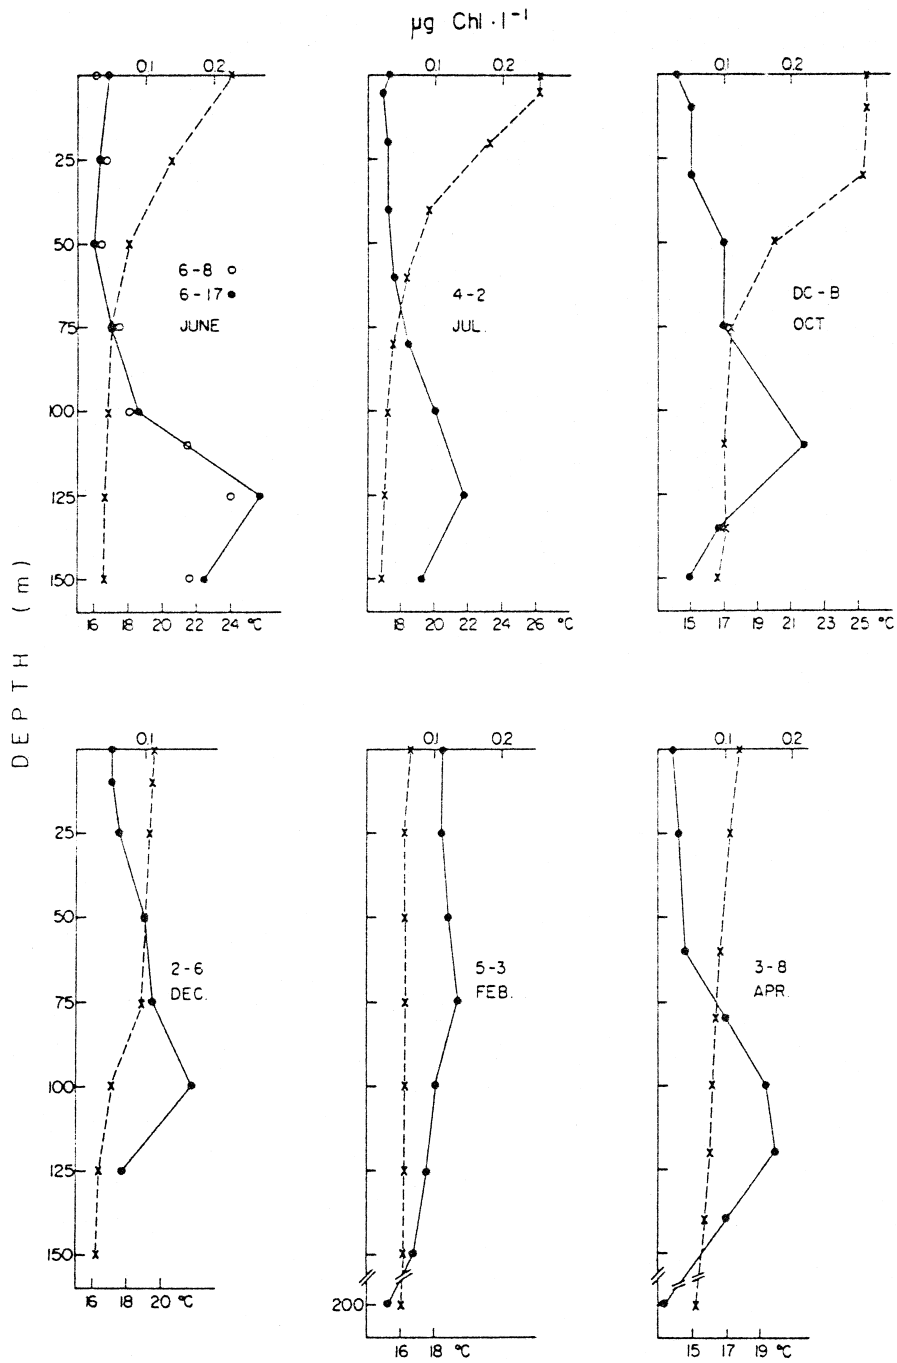 µg Chl·l⁻¹
0.1 0.2
0.1 0.2
0.1 0.2
25
50
75
100
125
150
6-8 ○
6-17 ●
JUNE
4-2
JUL.
DC-B
OCT
16 18 20 22 24 °C
18 20 22 24 26 °C
15 17 19 21 23 25 °C
DEPTH (m)
0.1
0.1 0.2
0.1 0.2
25
50
75
100
125
150
2-6
DEC.
5-3
FEB.
3-8
APR.
200
16 18 20 °C
16 18 °C
15 17 19 °C